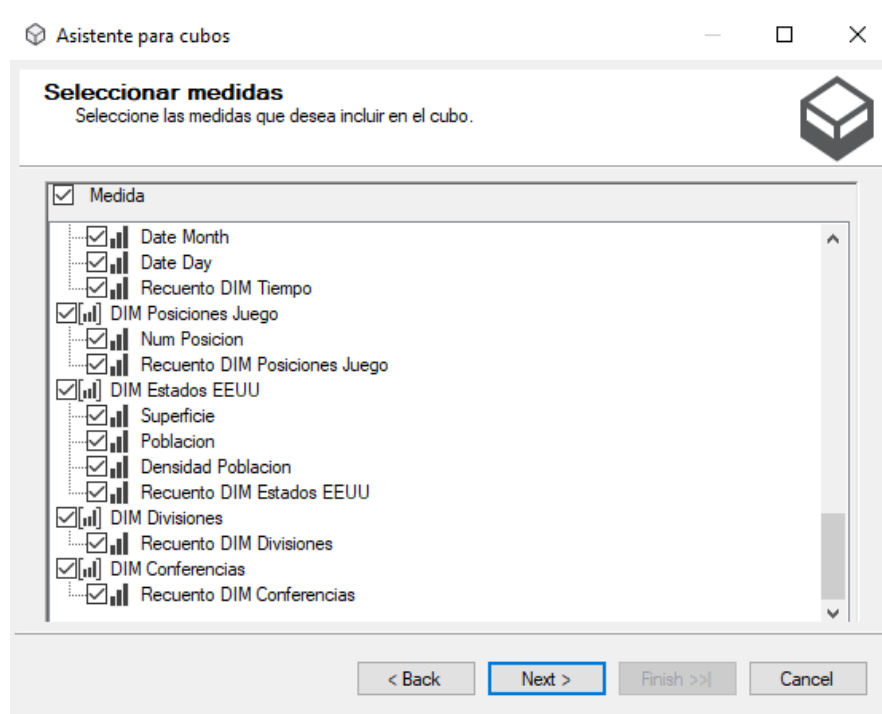 Asistente para cubos
Seleccionar medidas
Seleccione las medidas que desea incluir en el cubo.
Medida
Date Month
Date Day
Recuento DIM Tiempo
DIM Posiciones Juego
Num Posicion
Recuento DIM Posiciones Juego
DIM Estados EEUU
Superficie
Poblacion
Densidad Poblacion
Recuento DIM Estados EEUU
DIM Divisiones
Recuento DIM Divisiones
DIM Conferencias
Recuento DIM Conferencias
< Back Next > Finish >>| Cancel